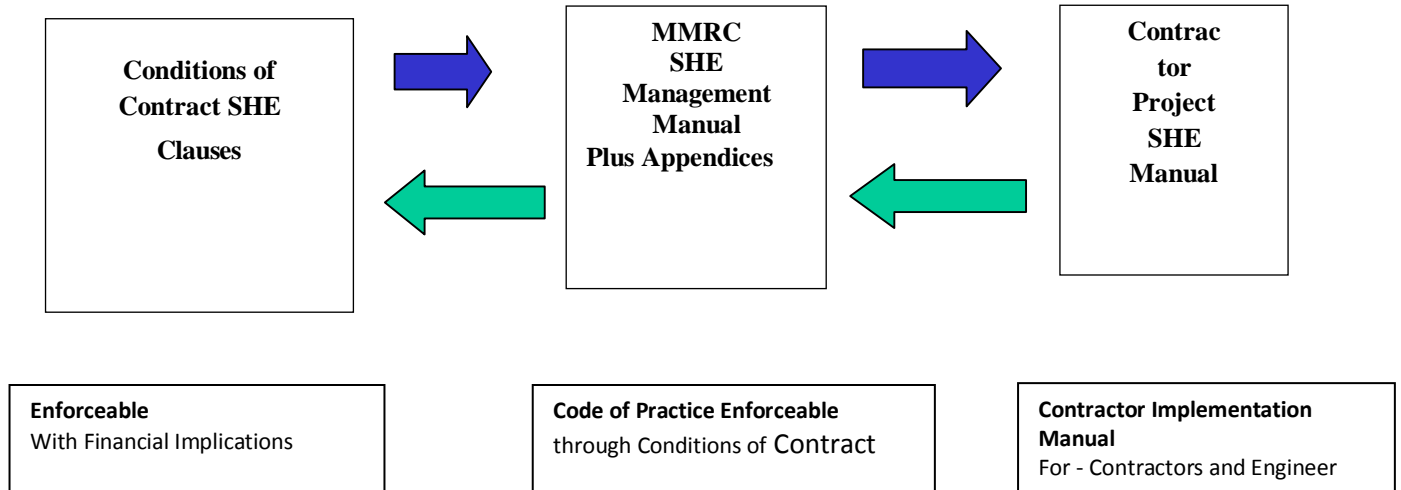 Conditions of
Contract SHE
Clauses
MMRC
SHE
Management
Manual
Plus Appendices
Contrac
tor
Project
SHE
Manual
Enforceable
With Financial Implications
Code of Practice Enforceable
through Conditions of Contract
Contractor Implementation
Manual
For - Contractors and Engineer